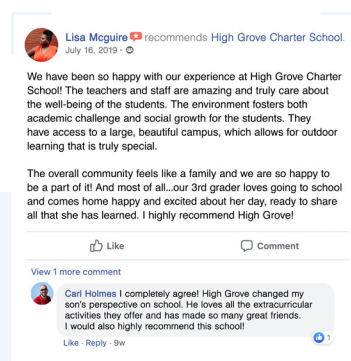 Lisa Mcguire recommends High Grove Charter School.
July 16, 2019 ·
We have been so happy with our experience at High Grove Charter
School! The teachers and staff are amazing and truly care about
the well-being of the students. The environment fosters both
academic challenge and social growth for the students. They
have access to a large, beautiful campus, which allows for outdoor
learning that is truly special.
The overall community feels like a family and we are so happy to
be a part of it! And most of all...our 3rd grader loves going to school
and comes home happy and excited about her day, ready to share
all that she has learned. I highly recommend High Grove!
Like Comment
View 1 more comment
Carl Holmes I completely agree! High Grove changed my
son's perspective on school. He loves all the extracurricular
activities they offer and has made so many great friends.
I would also highly recommend this school!
1
Like · Reply · 9w